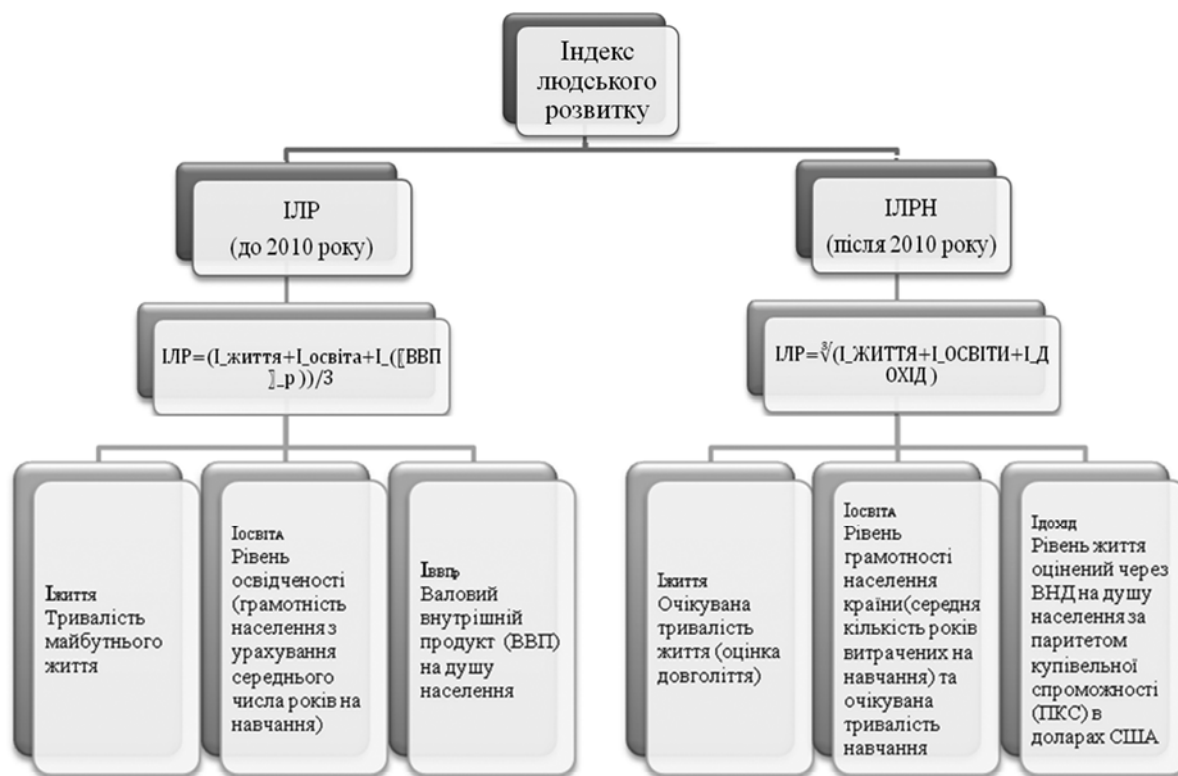 Індекс
людського
розвитку
ІЛР
(до 2010 року)
ІЛРН
(після 2010 року)
ІЛР=(І_життя+І_освіта+І_(〖ВВП
〗_р ))/3
ІЛР=∛(І_ЖИТТЯ+І_ОСВІТИ+І_Д
ОХІД )
Іжиття
Тривалість
майбутнього
життя
Іосвіта
Рівень
освідчености
(грамотність
населення з
урахування
середнього
числа років на
навчання)
Іввпр
Валовий
внутрішній
продукт (ВВП)
на душу
населення
Іжиття
Очікувана
тривалість
життя (оцінка
довголіття)
Іосвіта
Рівень
грамотності
населення
країни(середня
кількість років
витрачених на
навчання) та
очікувана
тривалість
навчання
Ідохід
Рівень життя
оцінений через
ВНД на душу
населення за
паритетом
купівельної
спроможності
(ПКС) в
доларах США